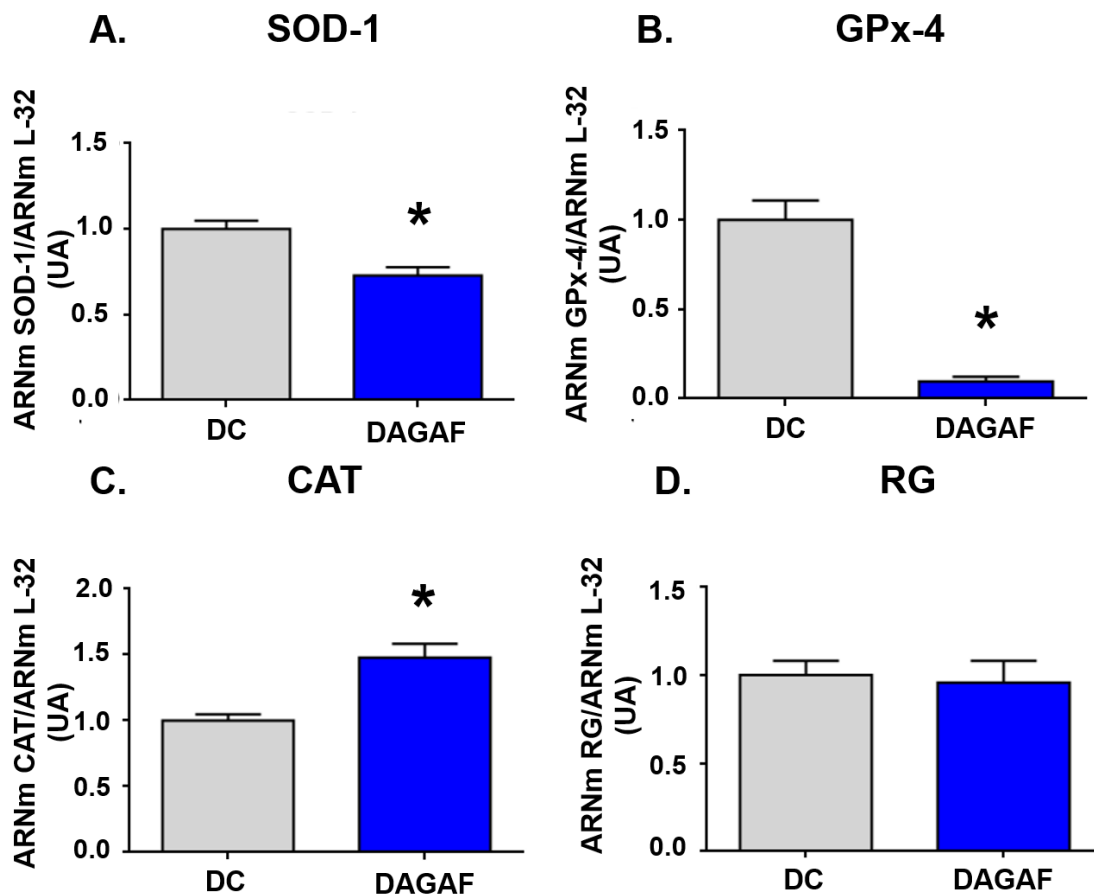 A. SOD-1
ARNm SOD-1/ARNm L-32
(UA)
1.5
1.0
0.5
0.0
*
DC DAGAF
B. GPx-4
ARNm GPx-4/ARNm L-32
(UA)
1.5
1.0
0.5
0.0
*
DC DAGAF
C. CAT
ARNm CAT/ARNm L-32
(UA)
2.0
1.5
1.0
0.5
0.0
*
DC DAGAF
D. RG
ARNm RG/ARNm L-32
(UA)
1.5
1.0
0.5
0.0
DC DAGAF